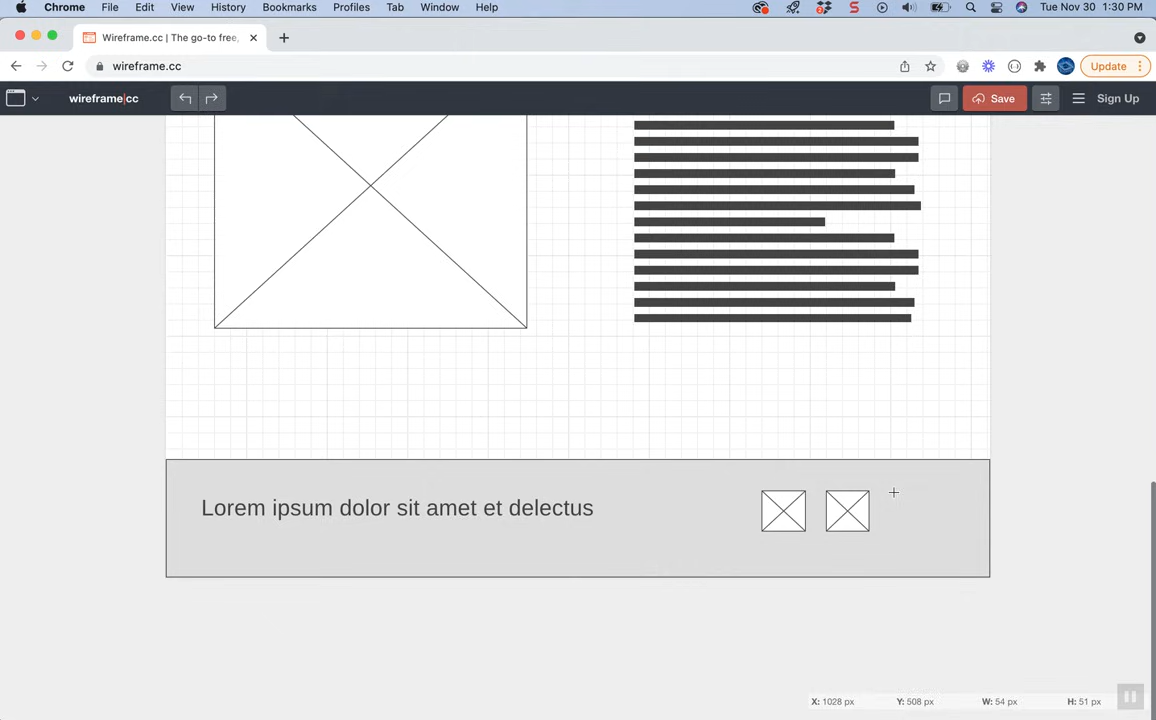 Chrome File Edit View History Bookmarks Profiles Tab Window Help Tue Nov 30 1:30 PM
Wireframe.cc | The go-to free,
wireframe.cc Update
wireframe|cc Save Sign Up
Lorem ipsum dolor sit amet et delectus
X: 1028 px Y: 508 px W: 54 px H: 51 px